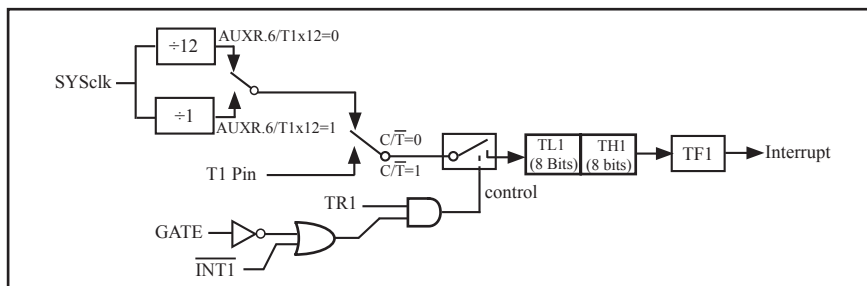 ÷12
AUXR.6/T1x12=0
SYSclk
÷1
AUXR.6/T1x12=1
C/T̅=0
C/T̅=1
T1 Pin
TL1
(8 Bits)
TH1
(8 bits)
TF1
Interrupt
control
TR1
GATE
I̅N̅T̅1̅